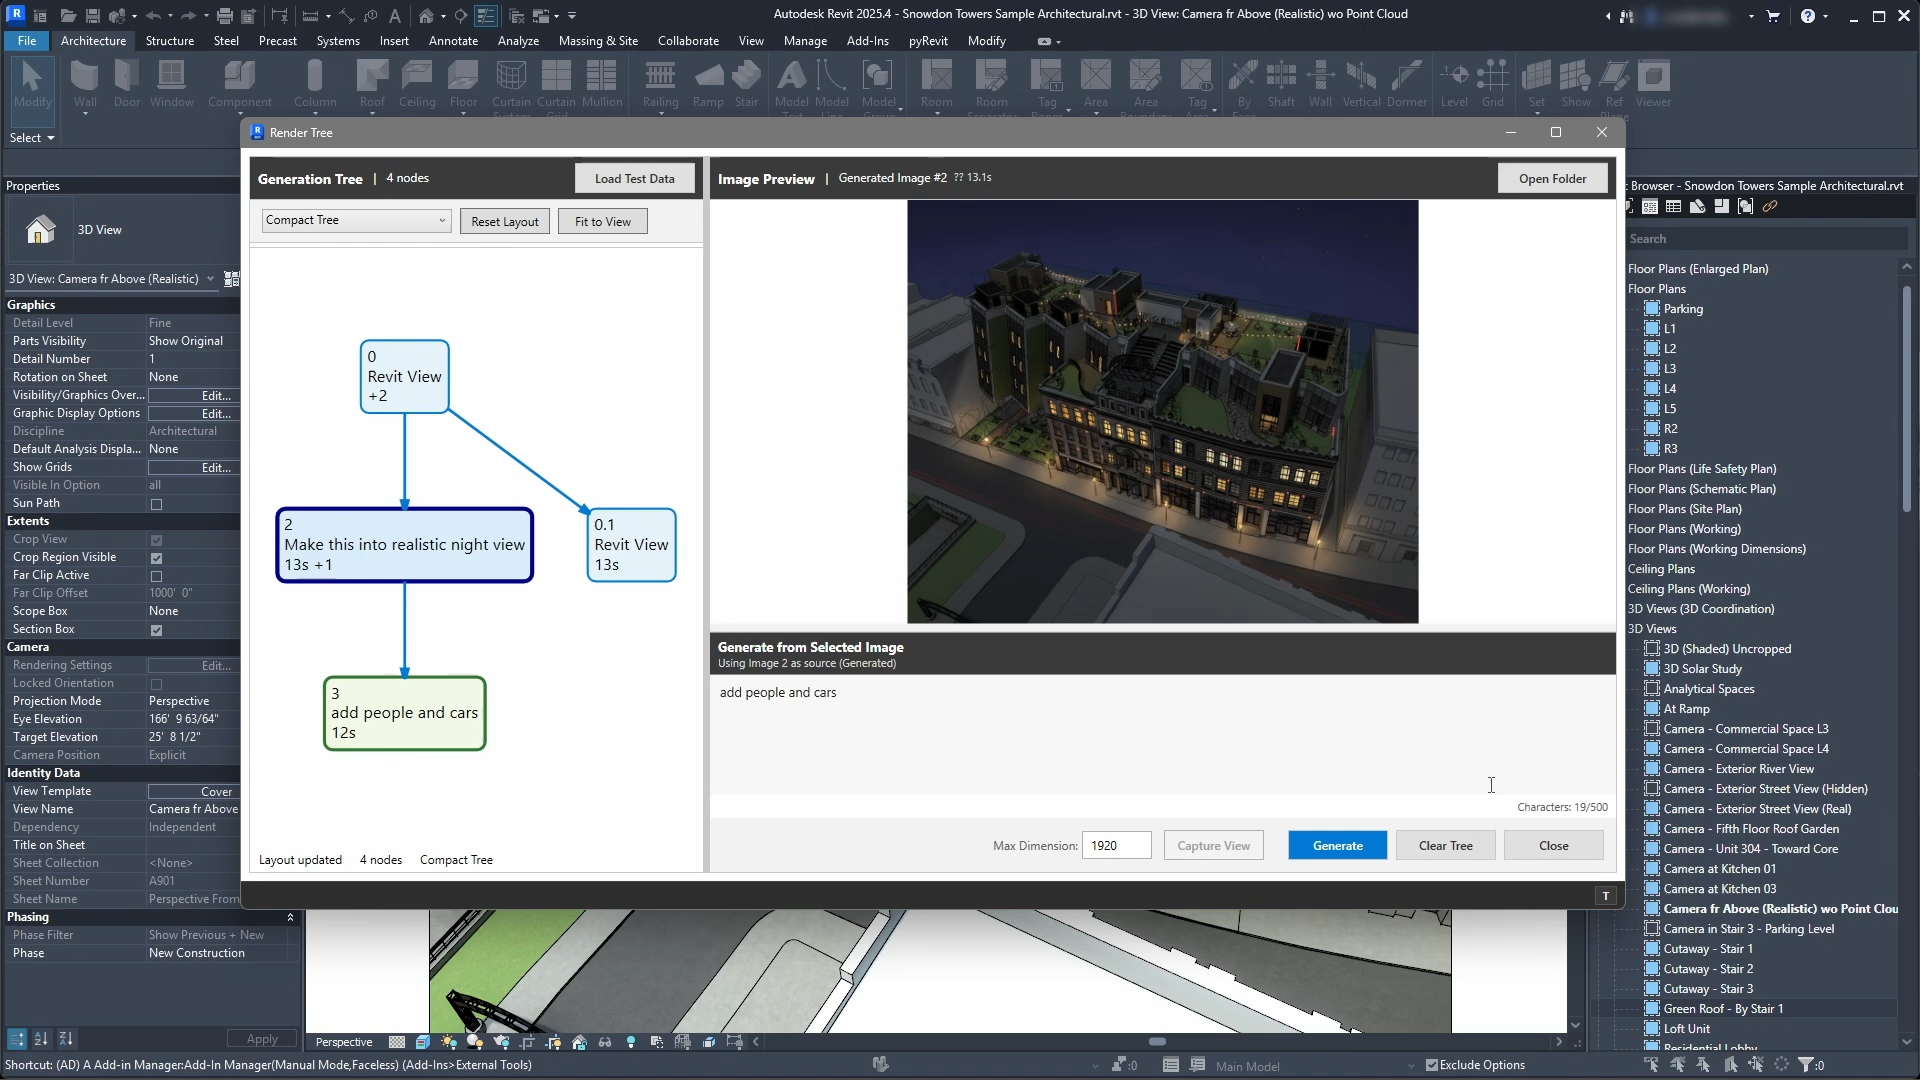 Autodesk Revit 2025.4 - Snowdon Towers Sample Architectural.rvt - 3D View: Camera fr Above (Realistic) wo Point Cloud
File Architecture Structure Steel Precast Systems Insert Annotate Analyze Massing & Site Collaborate View Manage Add-Ins pyRevit Modify
Modify Wall Door Window Component Column Roof Ceiling Floor Curtain Curtain Mullion Railing Ramp Stair Model Model Model Room Room Tag Area Area Tag By Shaft Wall Vertical Dormer Level Grid Set Show Ref Viewer
Select
Render Tree
Generation Tree | 4 nodes
Load Test Data
Compact Tree
Reset Layout
Fit to View
0
Revit View
+2
2
Make this into realistic night view
13s +1
0.1
Revit View
13s
3
add people and cars
12s
Layout updated 4 nodes Compact Tree
Image Preview | Generated Image #2 ?? 13.1s
Open Folder
Generate from Selected Image
Using Image 2 as source (Generated)
add people and cars
Characters: 19/500
Max Dimension: 1920
Capture View
Generate
Clear Tree
Close
T
Properties
3D View
3D View: Camera fr Above (Realistic)
Graphics
Detail Level Fine
Parts Visibility Show Original
Detail Number 1
Rotation on Sheet None
Visibility/Graphics Over... Edit...
Graphic Display Options Edit...
Discipline Architectural
Default Analysis Displa... None
Show Grids Edit...
Visible In Option all
Sun Path
Extents
Crop View
Crop Region Visible
Far Clip Active
Far Clip Offset 1000' 0"
Scope Box None
Section Box
Camera
Rendering Settings Edit...
Locked Orientation
Projection Mode Perspective
Eye Elevation 166' 9 63/64"
Target Elevation 25' 8 1/2"
Camera Position Explicit
Identity Data
View Template Cover
View Name Camera fr Above
Dependency Independent
Title on Sheet
Sheet Collection <None>
Sheet Number A901
Sheet Name Perspective From
Phasing
Phase Filter Show Previous + New
Phase New Construction
Apply
Browser - Snowdon Towers Sample Architectural.rvt
Search
Floor Plans (Enlarged Plan)
Floor Plans
Parking
L1
L2
L3
L4
L5
R2
R3
Floor Plans (Life Safety Plan)
Floor Plans (Schematic Plan)
Floor Plans (Site Plan)
Floor Plans (Working)
Floor Plans (Working Dimensions)
Ceiling Plans
Ceiling Plans (Working)
3D Views (3D Coordination)
3D Views
3D (Shaded) Uncropped
3D Solar Study
Analytical Spaces
At Ramp
Camera - Commercial Space L3
Camera - Commercial Space L4
Camera - Exterior River View
Camera - Exterior Street View (Hidden)
Camera - Exterior Street View (Real)
Camera - Fifth Floor Roof Garden
Camera - Unit 304 - Toward Core
Camera at Kitchen 01
Camera at Kitchen 03
Camera fr Above (Realistic) wo Point Clou
Camera in Stair 3 - Parking Level
Cutaway - Stair 1
Cutaway - Stair 2
Cutaway - Stair 3
Green Roof - By Stair 1
Loft Unit
Residential Lobby
Perspective
Shortcut: (AD) A Add-in Manager:Add-In Manager(Manual Mode,Faceless) (Add-Ins>External Tools)
:0
Main Model
Exclude Options
:0